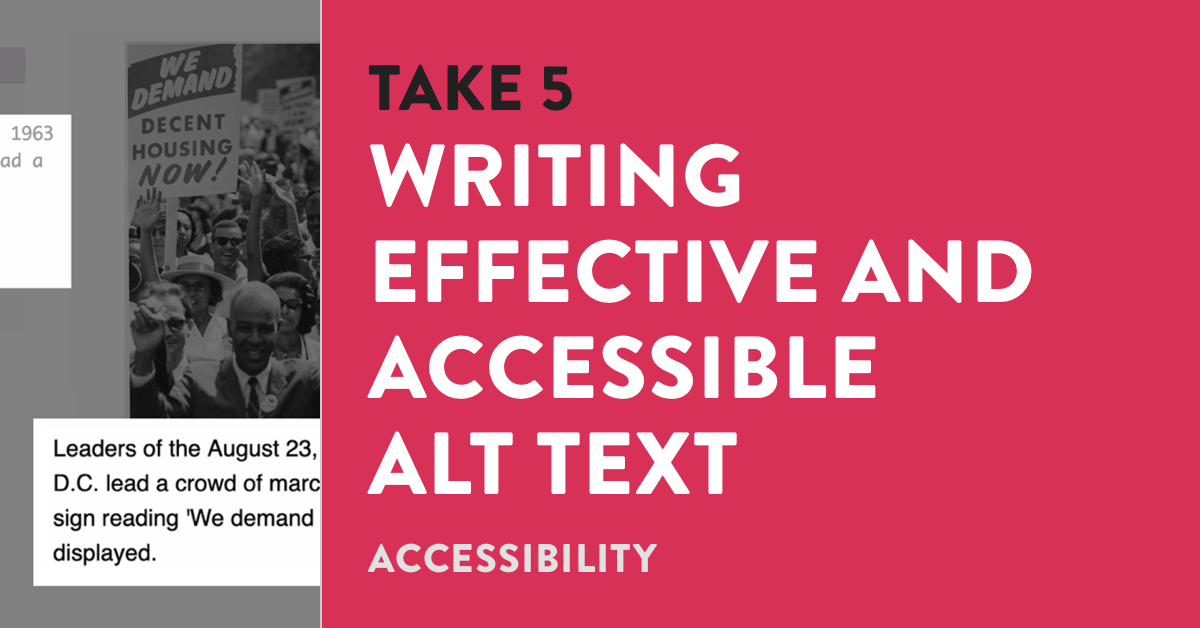 1963
ad a
WE
DEMAND
DECENT
HOUSING
NOW!
Leaders of the August 23,
D.C. lead a crowd of marc
sign reading 'We demand
displayed.
TAKE 5
WRITING
EFFECTIVE AND
ACCESSIBLE
ALT TEXT
ACCESSIBILITY